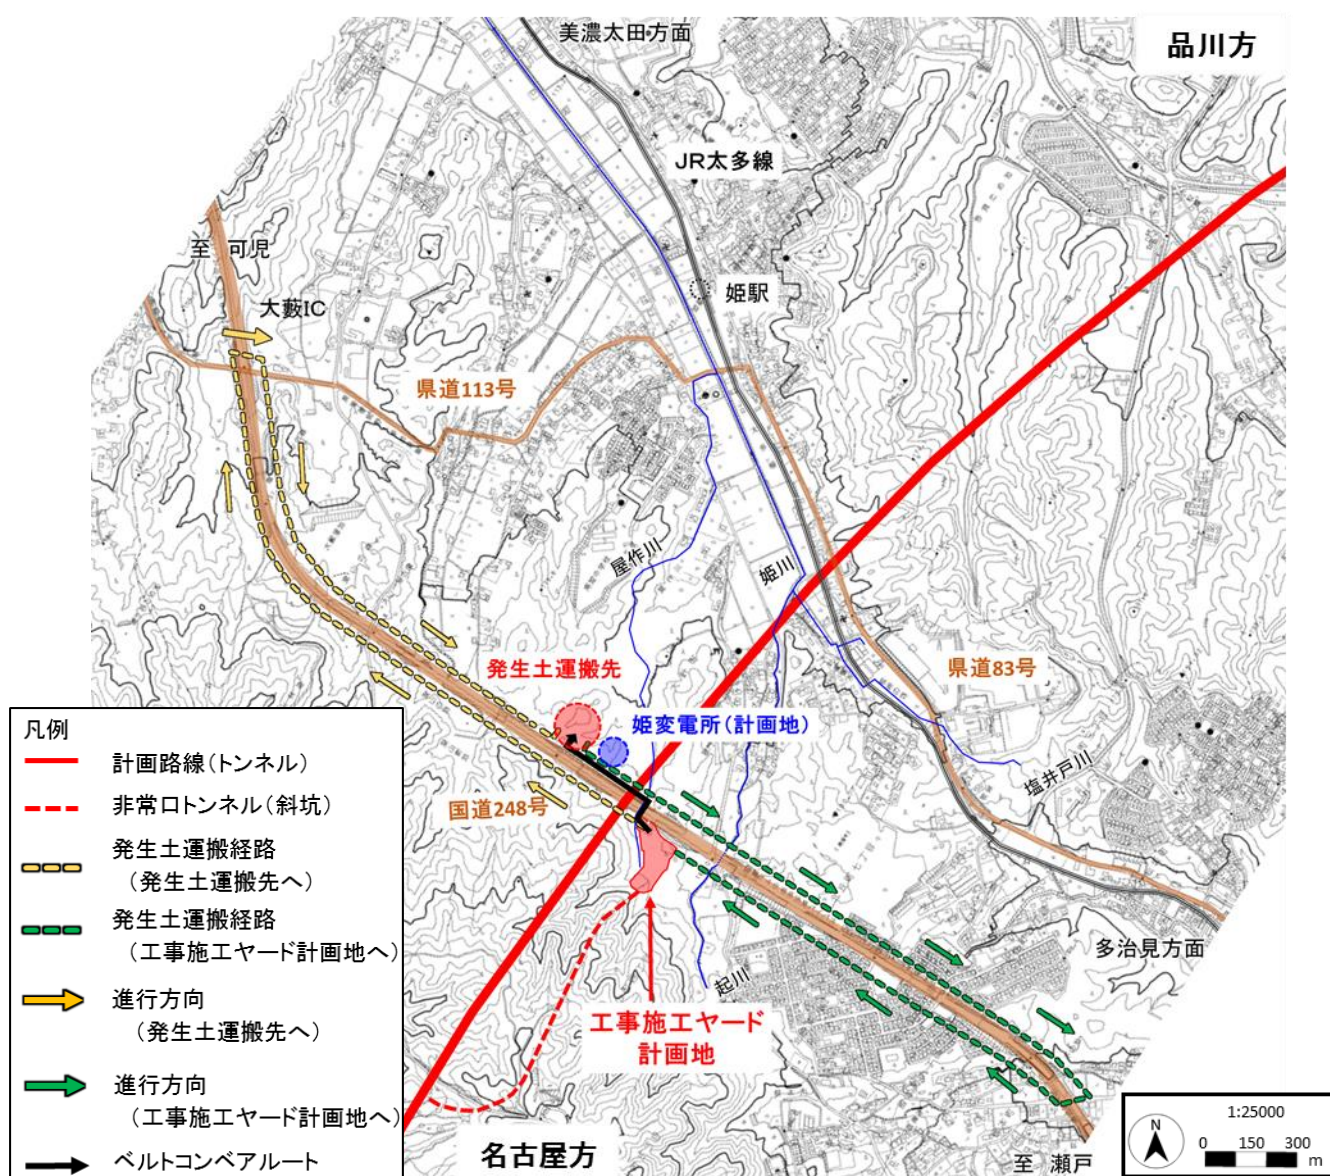 美濃太田方面
品川方
JR太多線
至 可児
大藪IC
姫駅
県道113号
屋作川
姫川
発生土運搬先
県道83号
姫変電所(計画地)
塩井戸川
国道248号
多治見方面
起川
工事施工ヤード
計画地
名古屋方
至 瀬戸
凡例
計画路線(トンネル)
非常口トンネル(斜坑)
発生土運搬経路
(発生土運搬先へ)
発生土運搬経路
(工事施工ヤード計画地へ)
進行方向
(発生土運搬先へ)
進行方向
(工事施工ヤード計画地へ)
ベルトコンベアルート
N
1:25000
0 150 300
m